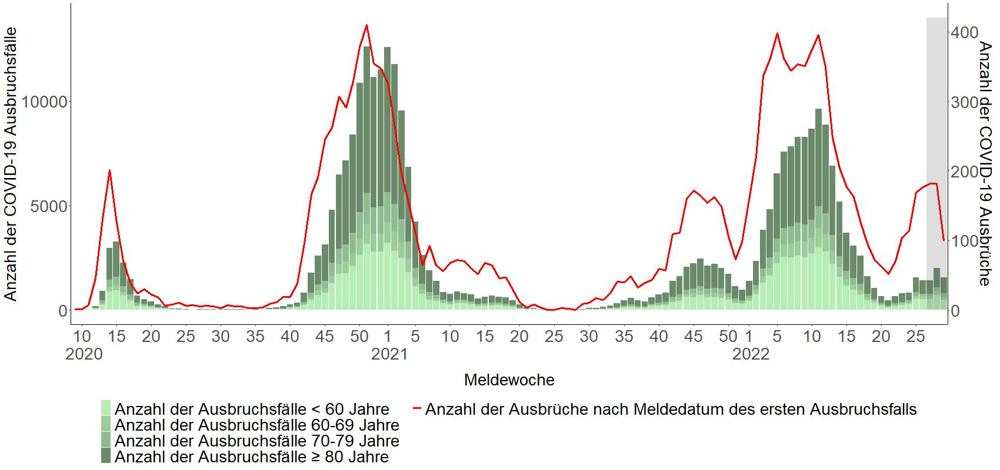 Anzahl der COVID-19 Ausbruchsfälle
10000
5000
0
400
300
200
100
0
Anzahl der COVID-19 Ausbrüche
10 15 20 25 30 35 40 45 50 1 5 10 15 20 25 30 35 40 45 50 1 5 10 15 20 25
2020 2021 2022
Meldewoche
Anzahl der Ausbruchsfälle < 60 Jahre
Anzahl der Ausbruchsfälle 60-69 Jahre
Anzahl der Ausbruchsfälle 70-79 Jahre
Anzahl der Ausbruchsfälle ≥ 80 Jahre
Anzahl der Ausbrüche nach Meldedatum des ersten Ausbruchsfalls